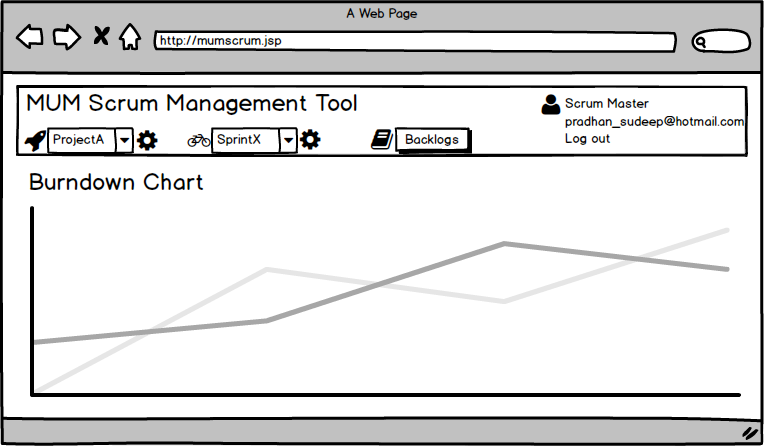 A Web Page
http://mumscrum.jsp
MUM Scrum Management Tool
Scrum Master
pradhan_sudeep@hotmail.com
Log out
ProjectA
SprintX
Backlogs
Burndown Chart